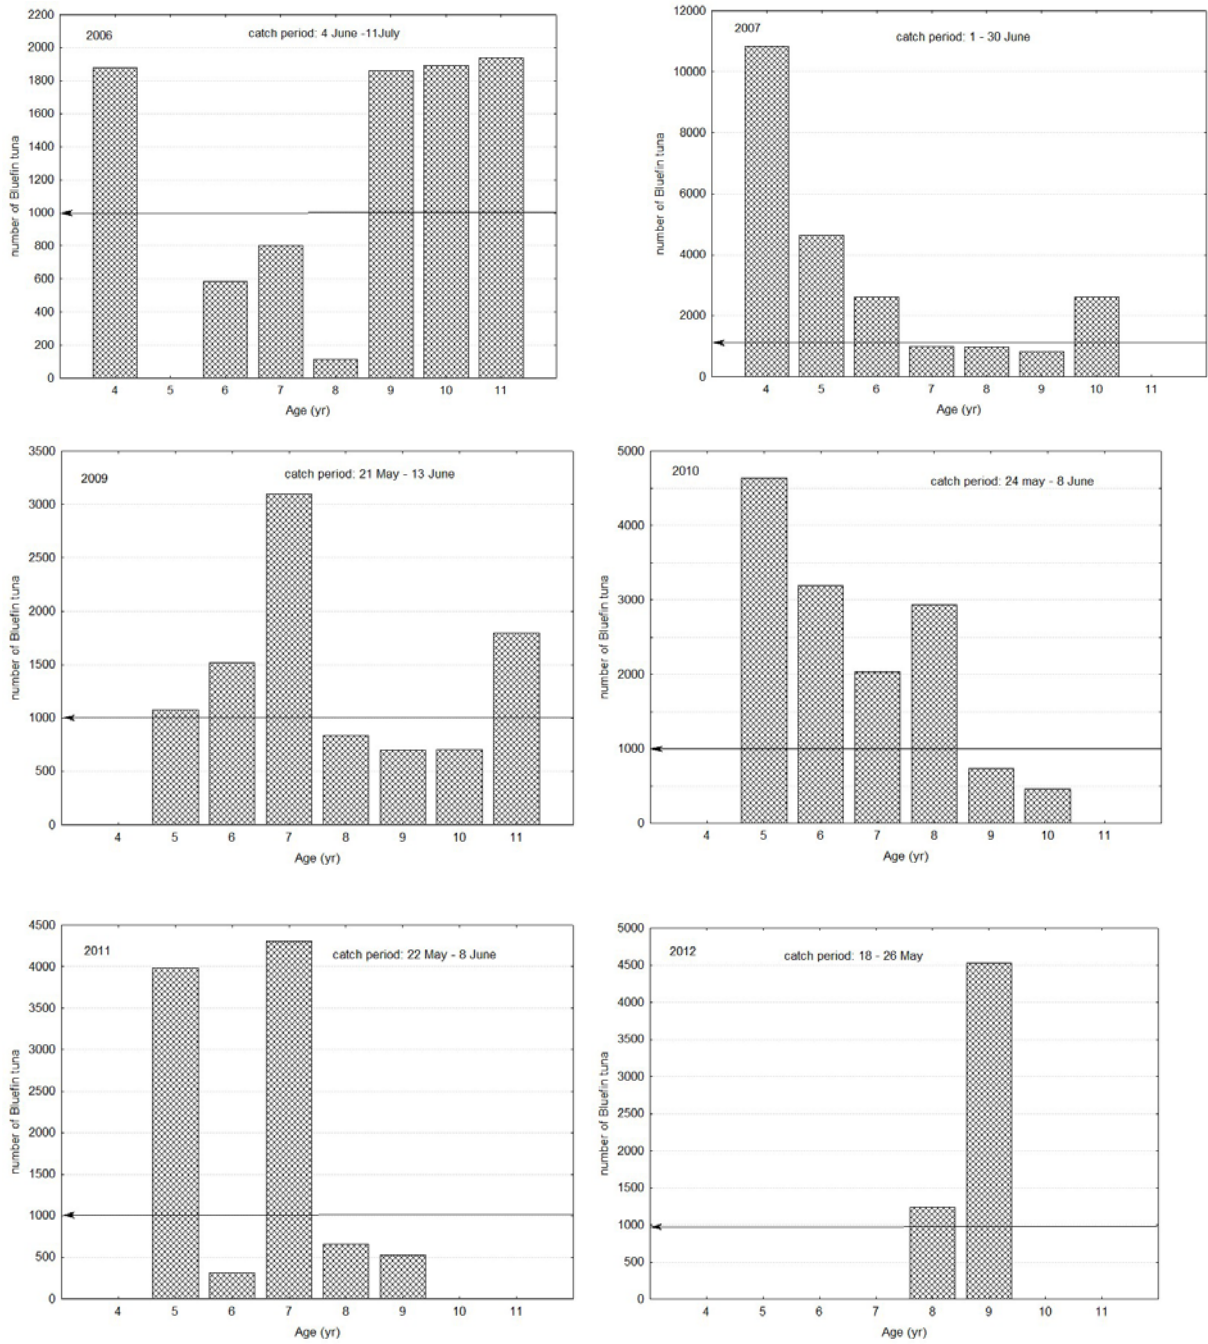 2006
catch period: 4 June -11July
number of Bluefin tuna
2200
2000
1800
1600
1400
1200
1000
800
600
400
200
0
4 5 6 7 8 9 10 11
Age (yr)
2007
catch period: 1 - 30 June
number of Bluefin tuna
12000
10000
8000
6000
4000
2000
0
4 5 6 7 8 9 10 11
Age (yr)
2009
catch period: 21 May - 13 June
number of Bluefin tuna
3500
3000
2500
2000
1500
1000
500
0
4 5 6 7 8 9 10 11
Age (yr)
2010
catch period: 24 may - 8 June
number of Bluefin tuna
5000
4000
3000
2000
1000
0
4 5 6 7 8 9 10 11
Age (yr)
2011
catch period: 22 May - 8 June
number of Bluefin tuna
4500
4000
3500
3000
2500
2000
1500
1000
500
0
4 5 6 7 8 9 10 11
Age (yr)
2012
catch period: 18 - 26 May
number of Bluefin tuna
5000
4500
4000
3500
3000
2500
2000
1500
1000
500
0
4 5 6 7 8 9 10 11
Age (yr)